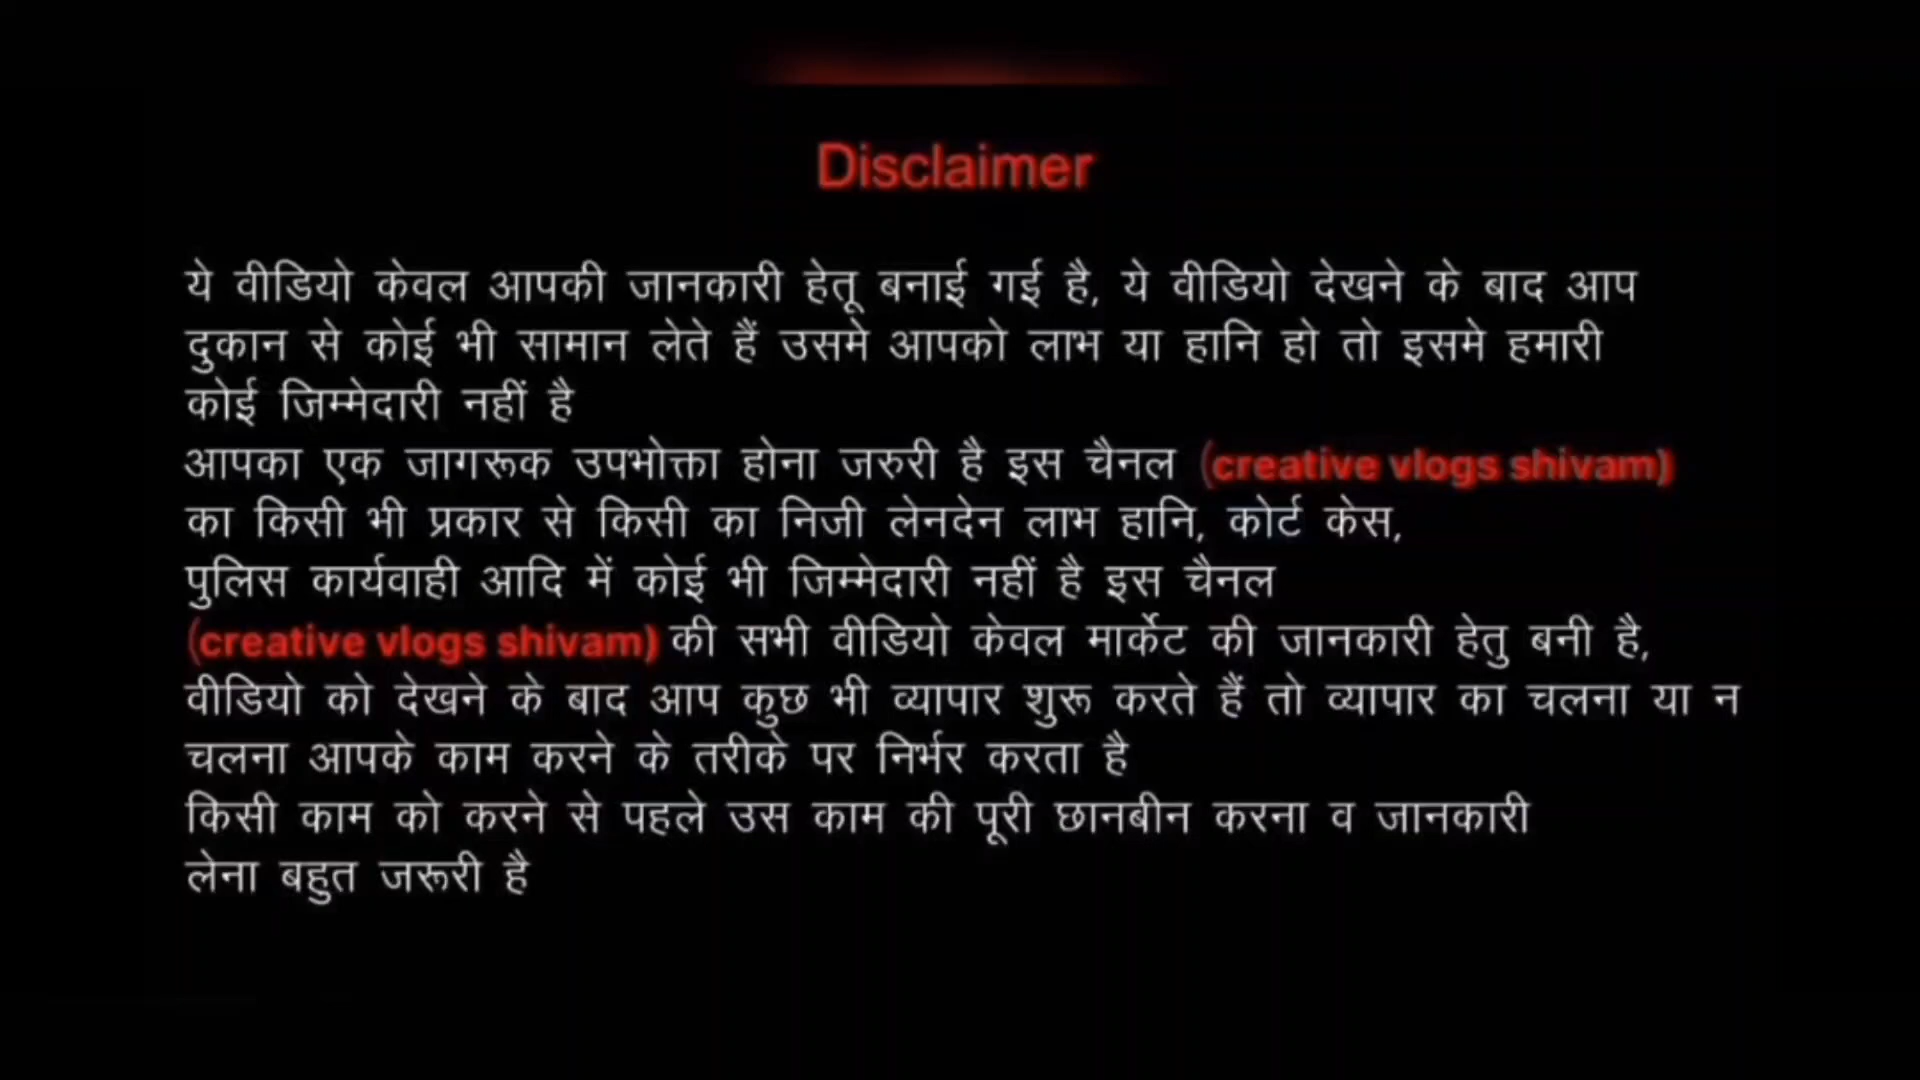 Disclaimer
ये वीडियो केवल आपकी जानकारी हेतू बनाई गई है, ये वीडियो देखने के बाद आप
दुकान से कोई भी सामान लेते हैं उसमे आपको लाभ या हानि हो तो इसमे हमारी
कोई जिम्मेदारी नहीं है
आपका एक जागरूक उपभोक्ता होना जरुरी है इस चैनल (creative vlogs shivam)
का किसी भी प्रकार से किसी का निजी लेनदेन लाभ हानि, कोर्ट केस,
पुलिस कार्यवाही आदि में कोई भी जिम्मेदारी नहीं है इस चैनल
(creative vlogs shivam) की सभी वीडियो केवल मार्केट की जानकारी हेतु बनी है,
वीडियो को देखने के बाद आप कुछ भी व्यापार शुरू करते हैं तो व्यापार का चलना या न
चलना आपके काम करने के तरीके पर निर्भर करता है
किसी काम को करने से पहले उस काम की पूरी छानबीन करना व जानकारी
लेना बहुत जरूरी है